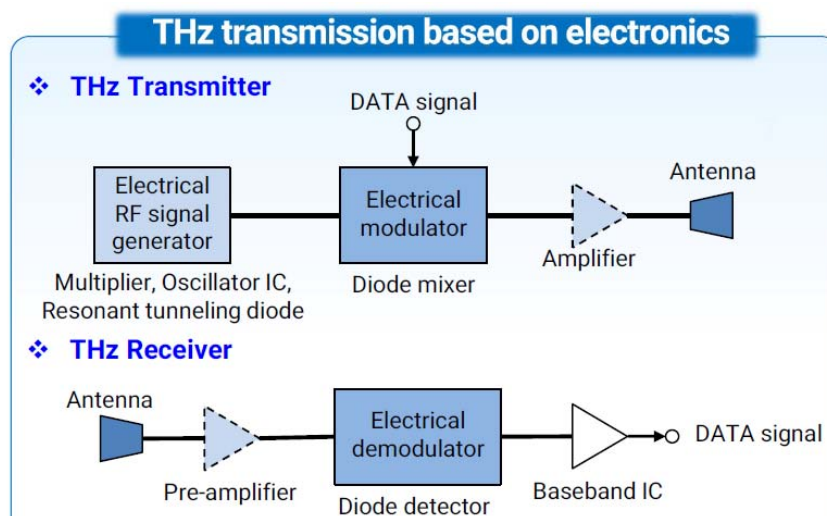 THz transmission based on electronics
❖ THz Transmitter
DATA signal
Electrical
RF signal
generator
Electrical
modulator
Antenna
Amplifier
Multiplier, Oscillator IC,
Resonant tunneling diode
Diode mixer
❖ THz Receiver
Antenna
Electrical
demodulator
DATA signal
Pre-amplifier
Diode detector
Baseband IC